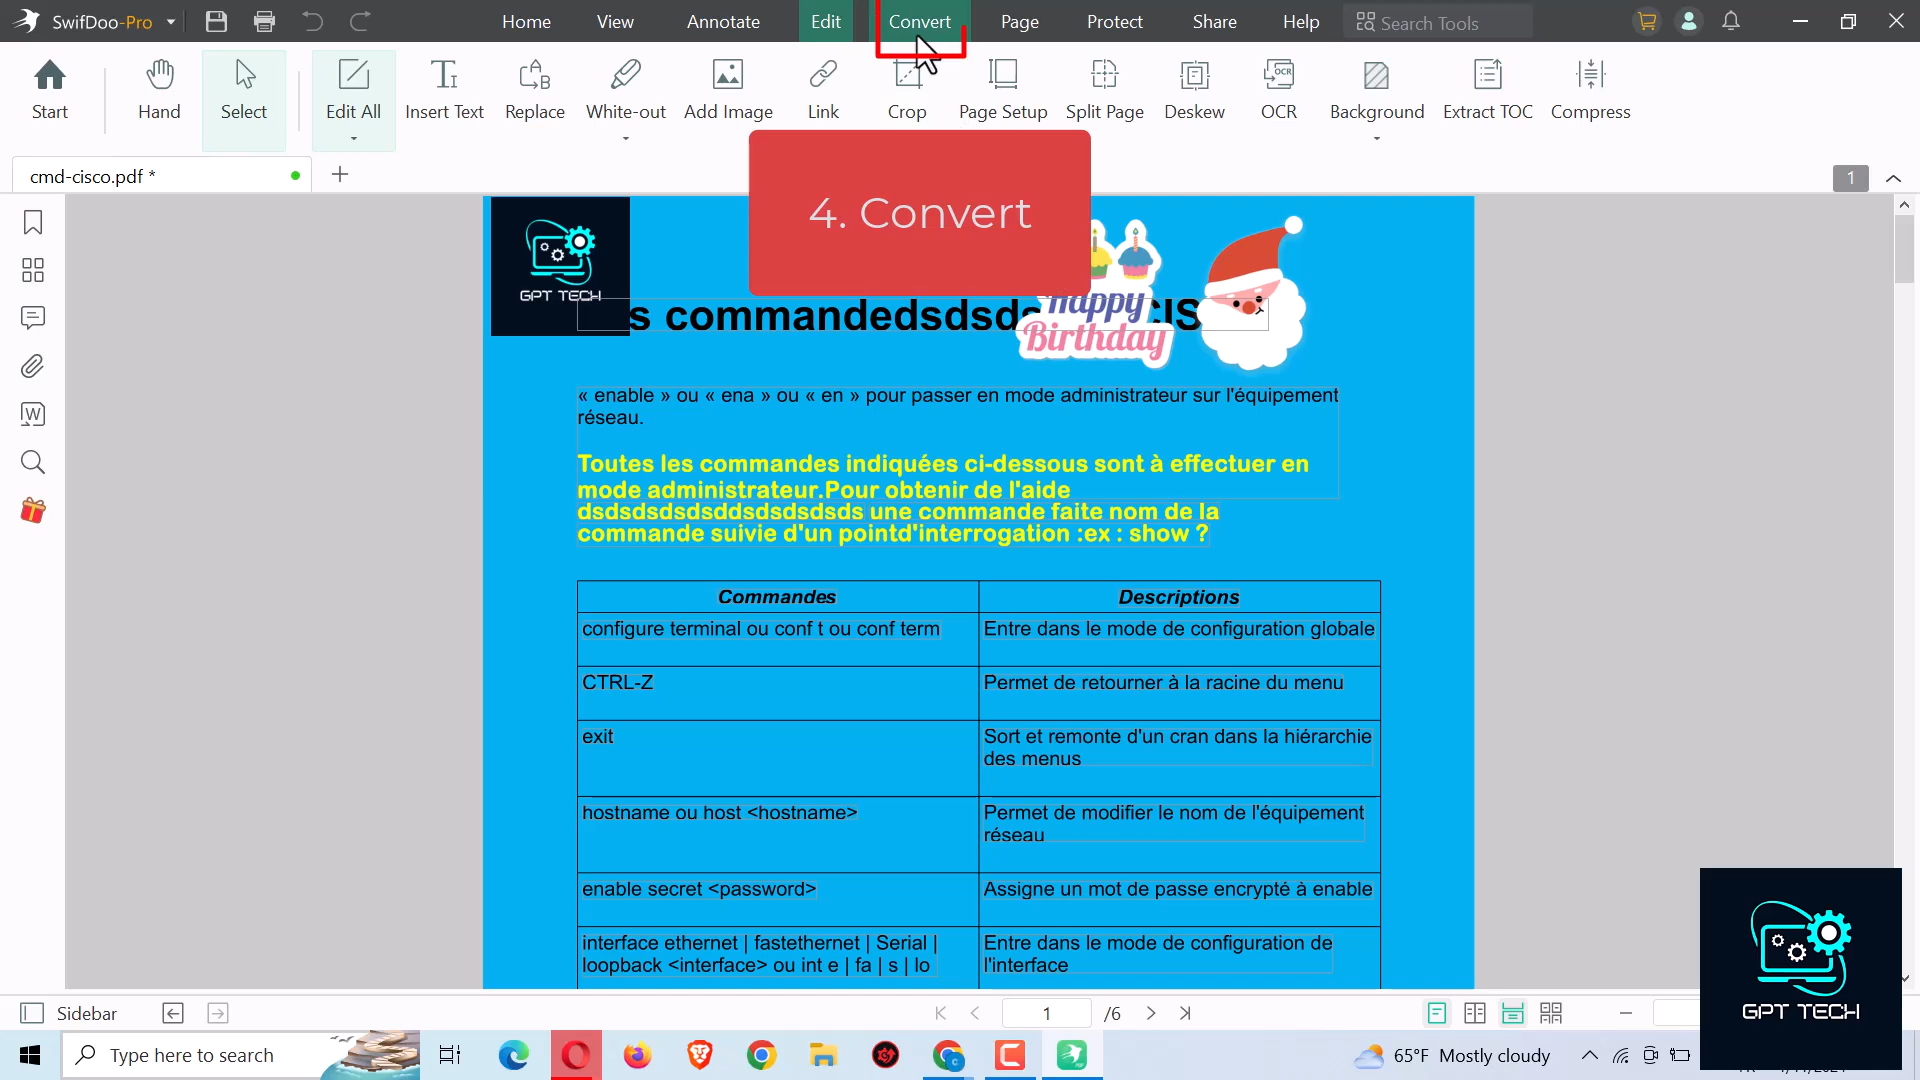 SwifDoo-Pro
Home
View
Annotate
Edit
Convert
Page
Protect
Share
Help
Search Tools
Start
Hand
Select
Edit All
Insert Text
Replace
White-out
Add Image
Link
Crop
Page Setup
Split Page
Deskew
OCR
Background
Extract TOC
Compress
cmd-cisco.pdf *
1
4. Convert
GPT TECH
s commandedsdsds CIS
Happy
Birthday
« enable » ou « ena » ou « en » pour passer en mode administrateur sur l'équipement
réseau.
Toutes les commandes indiquées ci-dessous sont à effectuer en
mode administrateur.Pour obtenir de l'aide
dsdsdsdsdsddsdsdsdsds une commande faite nom de la
commande suivie d'un pointd'interrogation :ex : show ?
Commandes
Descriptions
configure terminal ou conf t ou conf term
Entre dans le mode de configuration globale
CTRL-Z
Permet de retourner à la racine du menu
exit
Sort et remonte d'un cran dans la hiérarchie
des menus
hostname ou host <hostname>
Permet de modifier le nom de l'équipement
réseau
enable secret <password>
Assigne un mot de passe encrypté à enable
interface ethernet | fastethernet | Serial |
loopback <interface> ou int e | fa | s | lo
Entre dans le mode de configuration de
l'interface
GPT TECH
Sidebar
1
/6
Type here to search
65°F Mostly cloudy